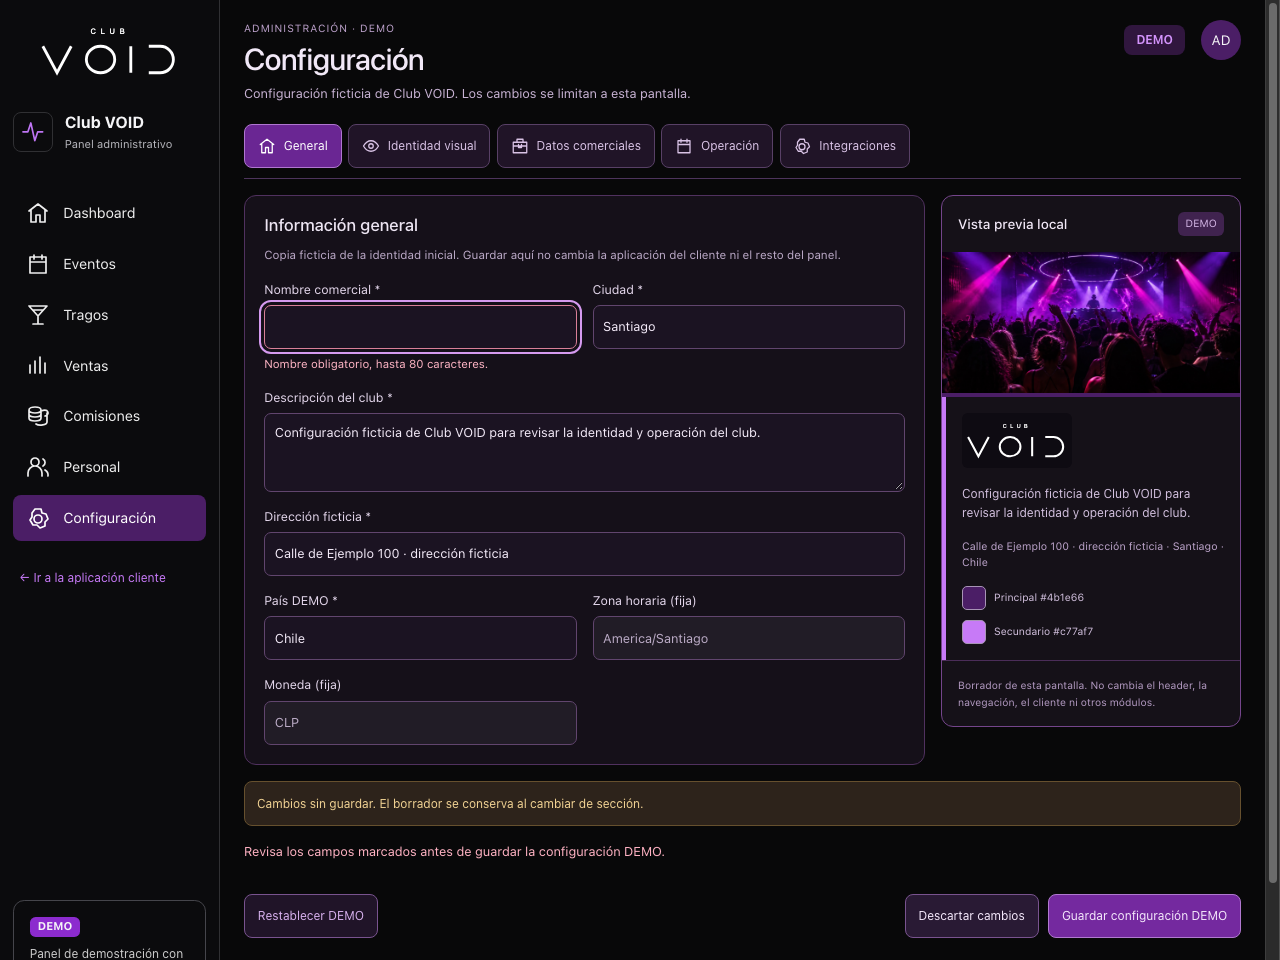 CLUB
VOID
Club VOID
Panel administrativo
Dashboard
Eventos
Tragos
Ventas
Comisiones
Personal
Configuración
← Ir a la aplicación cliente
DEMO
Panel de demostración con
ADMINISTRACIÓN · DEMO
Configuración
Configuración ficticia de Club VOID. Los cambios se limitan a esta pantalla.
DEMO
AD
General
Identidad visual
Datos comerciales
Operación
Integraciones
Información general
Copia ficticia de la identidad inicial. Guardar aquí no cambia la aplicación del cliente ni el resto del panel.
Nombre comercial *
Ciudad *
Santiago
Nombre obligatorio, hasta 80 caracteres.
Descripción del club *
Configuración ficticia de Club VOID para revisar la identidad y operación del club.
Dirección ficticia *
Calle de Ejemplo 100 · dirección ficticia
País DEMO *
Zona horaria (fija)
Chile
America/Santiago
Moneda (fija)
CLP
Vista previa local
DEMO
CLUB
VOID
Configuración ficticia de Club VOID para
revisar la identidad y operación del club.
Calle de Ejemplo 100 · dirección ficticia · Santiago ·
Chile
Principal #4b1e66
Secundario #c77af7
Borrador de esta pantalla. No cambia el header, la
navegación, el cliente ni otros módulos.
Cambios sin guardar. El borrador se conserva al cambiar de sección.
Revisa los campos marcados antes de guardar la configuración DEMO.
Restablecer DEMO
Descartar cambios
Guardar configuración DEMO